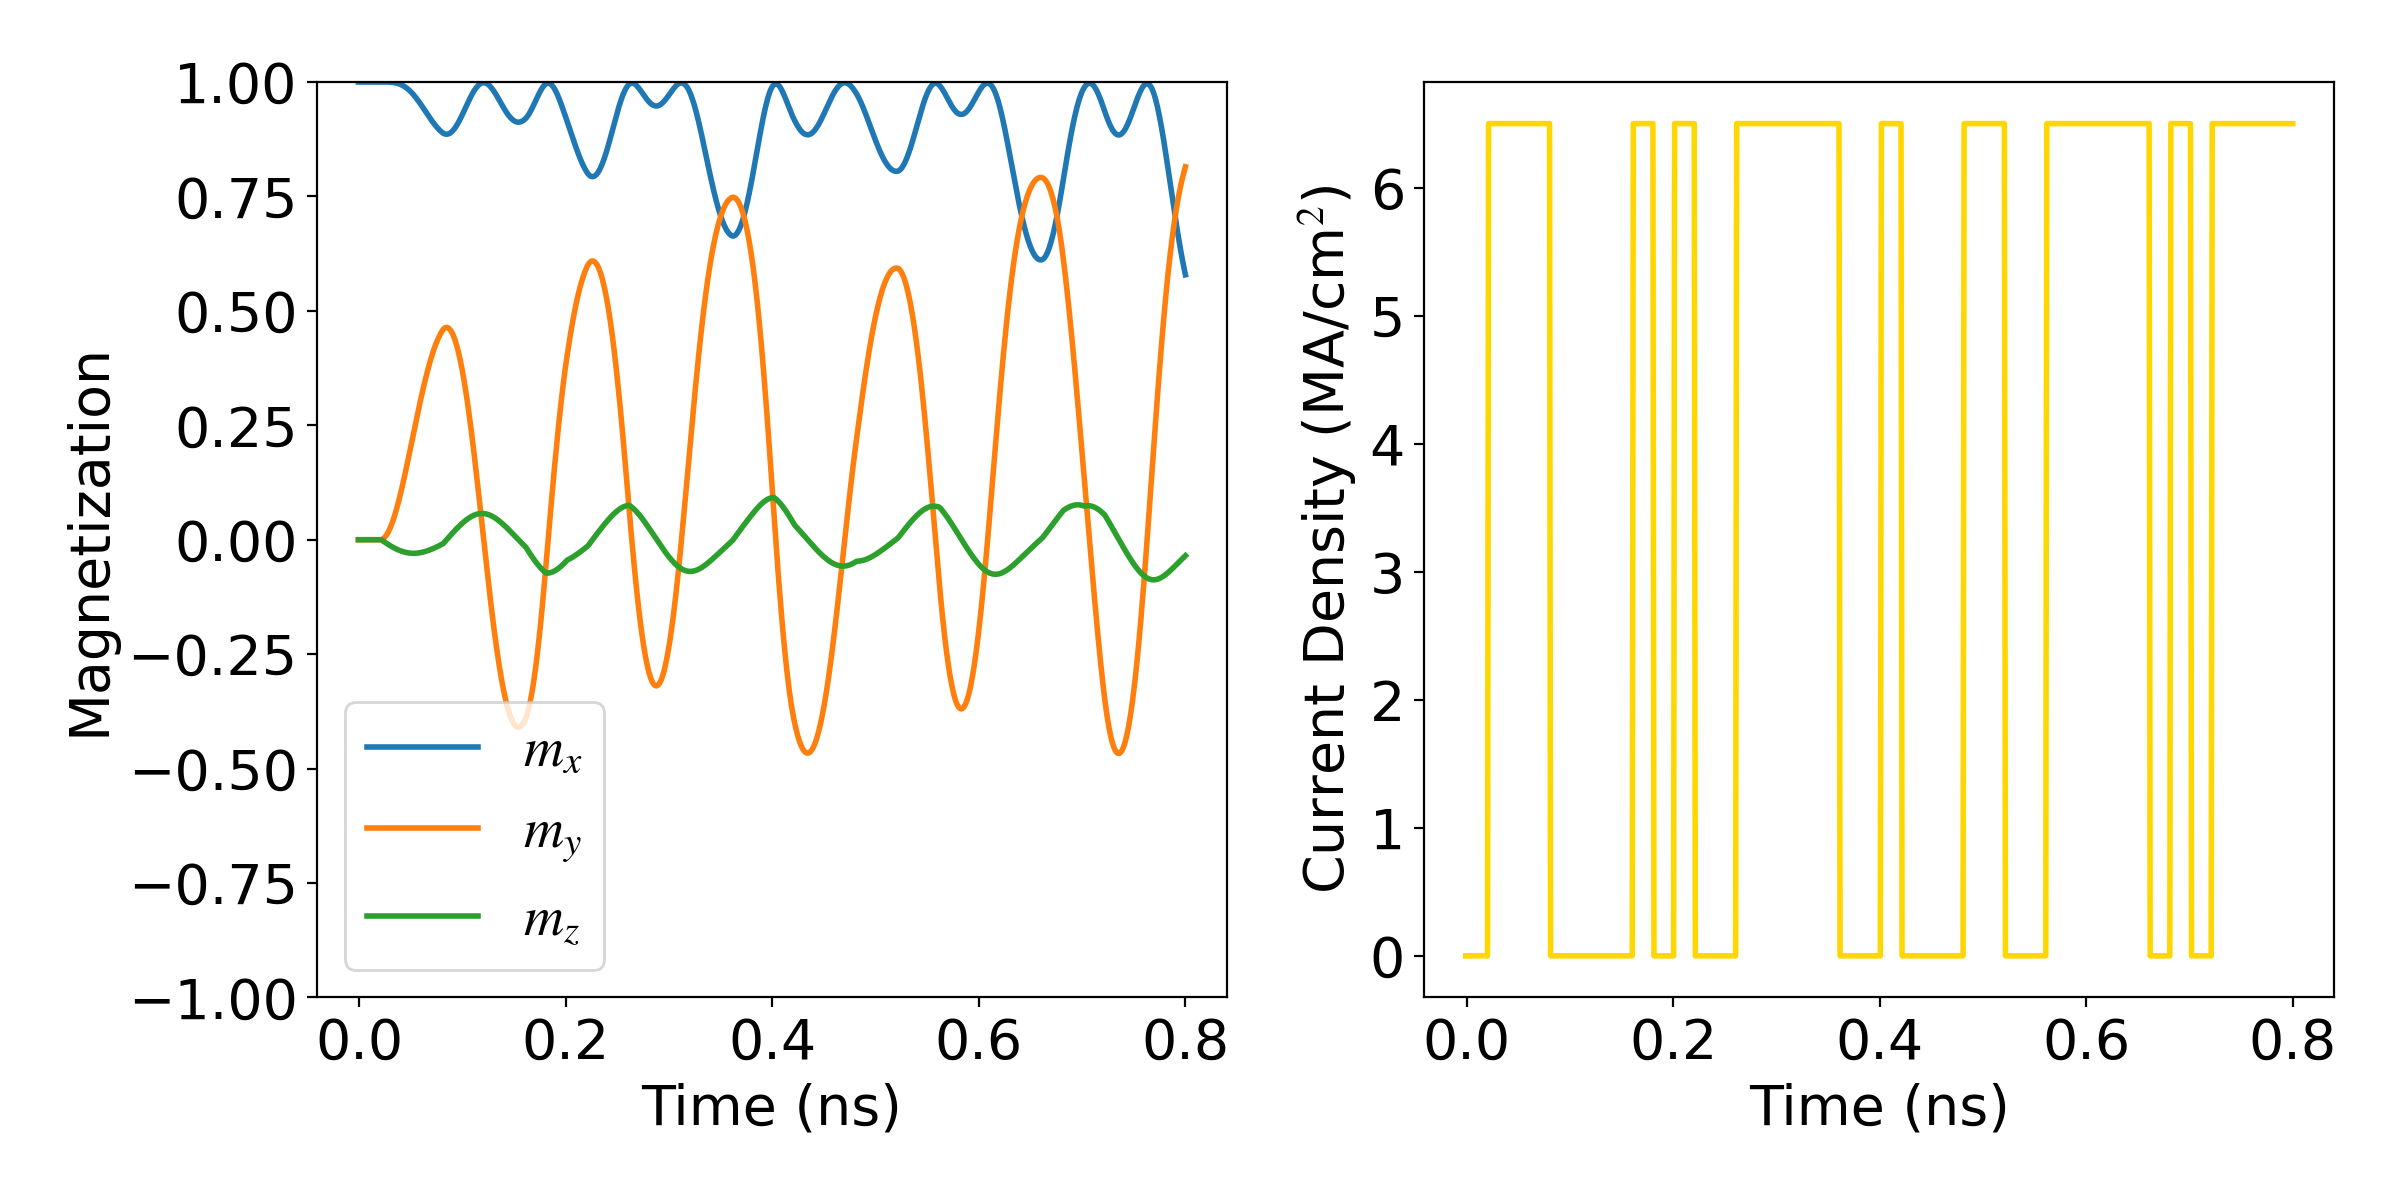 1.00
0.75
0.50
0.25
0.00
−0.25
−0.50
−0.75
−1.00
Magnetization
m_x
m_y
m_z
0.0 0.2 0.4 0.6 0.8
Time (ns)
6
5
4
3
2
1
0
Current Density (MA/cm²)
0.0 0.2 0.4 0.6 0.8
Time (ns)